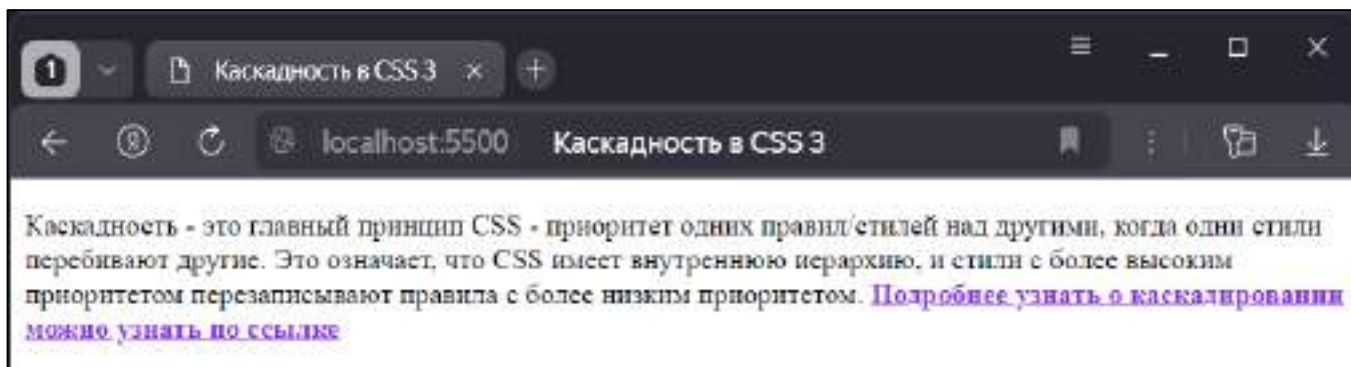 1 Каскадность в CSS 3
localhost:5500 Каскадность в CSS 3
Каскадность - это главный принцип CSS - приоритет одних правил/стилей над другими, когда одни стили
перебивают другие. Это означает, что CSS имеет внутреннюю иерархию, и стили с более высоким
приоритетом перезаписывают правила с более низким приоритетом. Подробнее узнать о каскадировании
можно узнать по ссылке